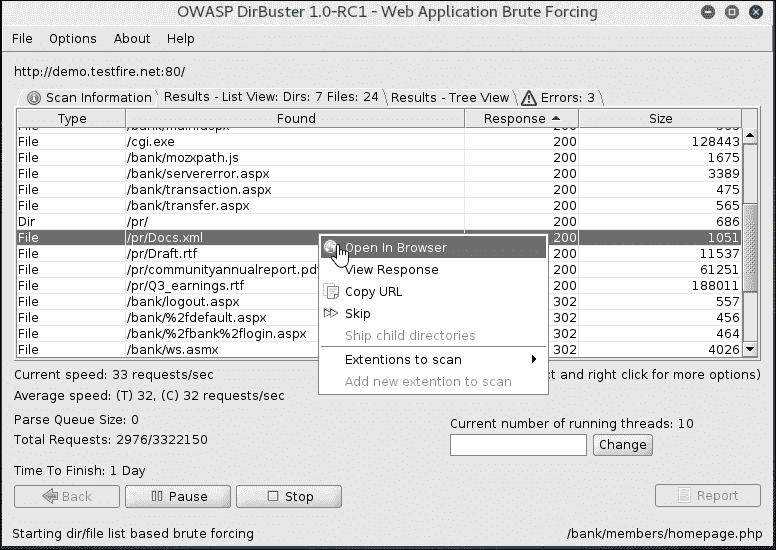 OWASP DirBuster 1.0-RC1 - Web Application Brute Forcing
File Options About Help
http://demo.testfire.net:80/
Scan Information Results - List View: Dirs: 7 Files: 24 Results - Tree View Errors: 3
Type Found Response Size
File /cgi.exe 200 128443
File /bank/mozxpath.js 200 1675
File /bank/servererror.aspx 200 3389
File /bank/transaction.aspx 200 475
File /bank/transfer.aspx 200 565
Dir /pr/ 200 686
File /pr/Docs.xml 200 1051
File /pr/Draft.rtf 200 11537
File /pr/communityannualreport.pdf 200 61251
File /pr/Q3_earnings.rtf 200 188011
File /bank/logout.aspx 302 557
File /bank/%2fdefault.aspx 302 456
File /bank/%2fbank%2flogin.aspx 302 464
File /bank/ws.asmx 302 4026
Open In Browser
View Response
Copy URL
Skip
Ship child directories
Extentions to scan
Add new extention to scan
Current speed: 33 requests/sec ct and right click for more options)
Average speed: (T) 32, (C) 32 requests/sec
Parse Queue Size: 0
Total Requests: 2976/3322150
Current number of running threads: 10
Change
Time To Finish: 1 Day
Back Pause Stop Report
Starting dir/file list based brute forcing /bank/members/homepage.php